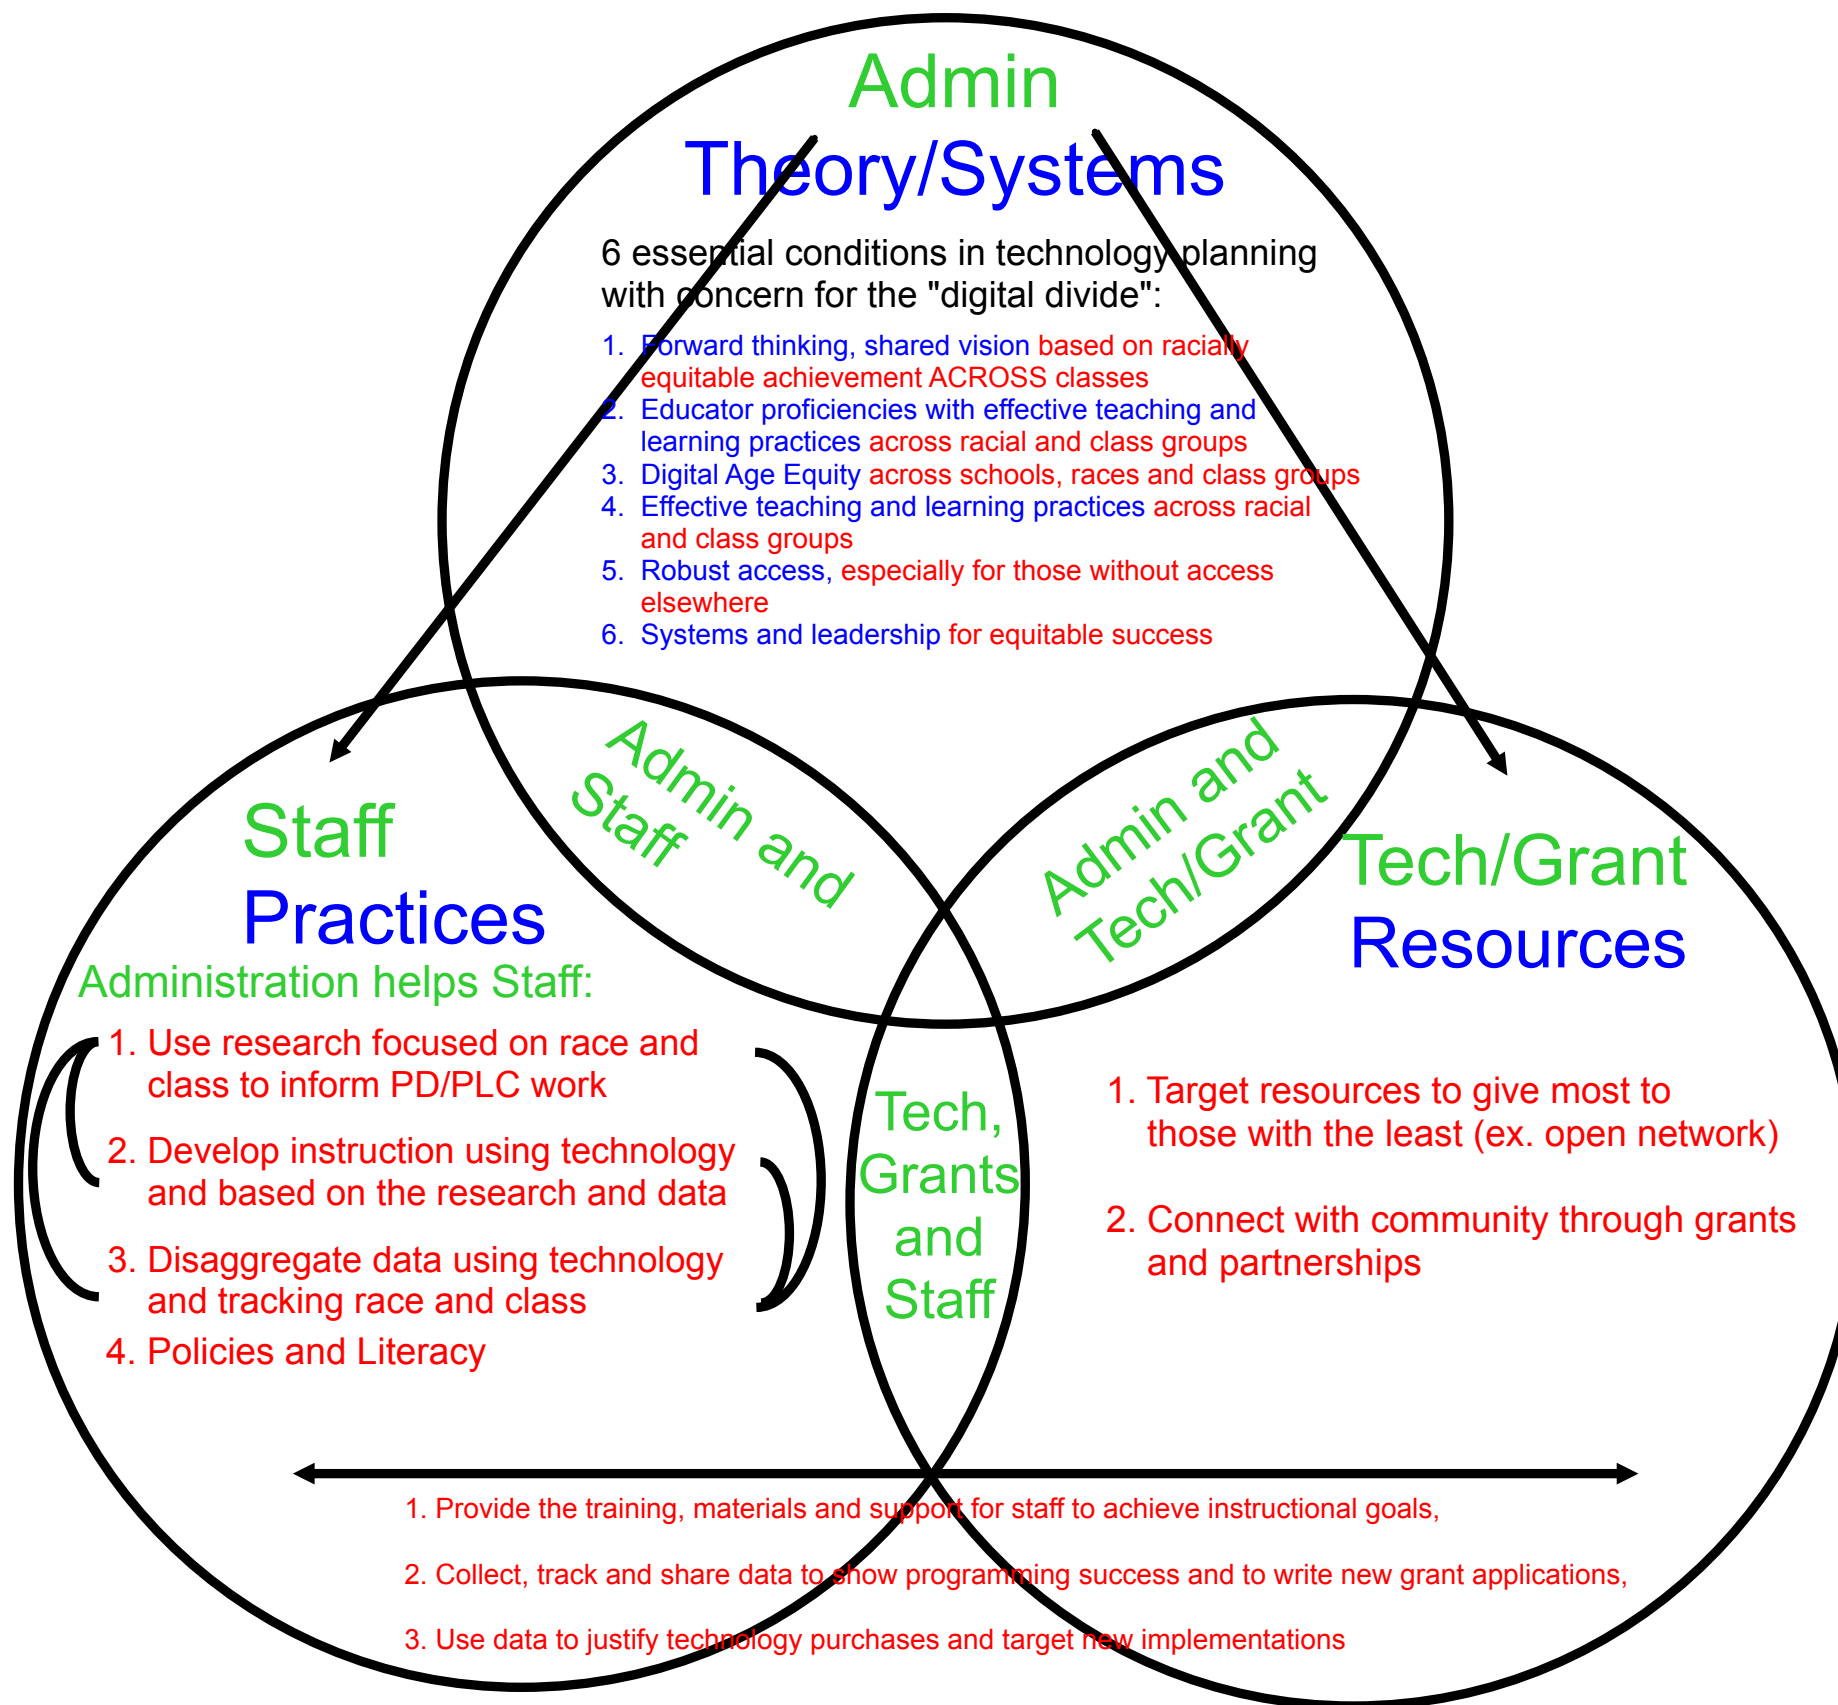 Admin
Theory/Systems
6 essential conditions in technology planning
with concern for the "digital divide":
1. Forward thinking, shared vision based on racially
equitable achievement ACROSS classes
2. Educator proficiencies with effective teaching and
learning practices across racial and class groups
3. Digital Age Equity across schools, races and class groups
4. Effective teaching and learning practices across racial
and class groups
5. Robust access, especially for those without access
elsewhere
6. Systems and leadership for equitable success
Admin and
Staff
Admin and
Tech/Grant
Staff
Practices
Administration helps Staff:
1. Use research focused on race and
class to inform PD/PLC work
2. Develop instruction using technology
and based on the research and data
3. Disaggregate data using technology
and tracking race and class
4. Policies and Literacy
Tech,
Grants
and
Staff
Tech/Grant
Resources
1. Target resources to give most to
those with the least (ex. open network)
2. Connect with community through grants
and partnerships
1. Provide the training, materials and support for staff to achieve instructional goals,
2. Collect, track and share data to show programming success and to write new grant applications,
3. Use data to justify technology purchases and target new implementations